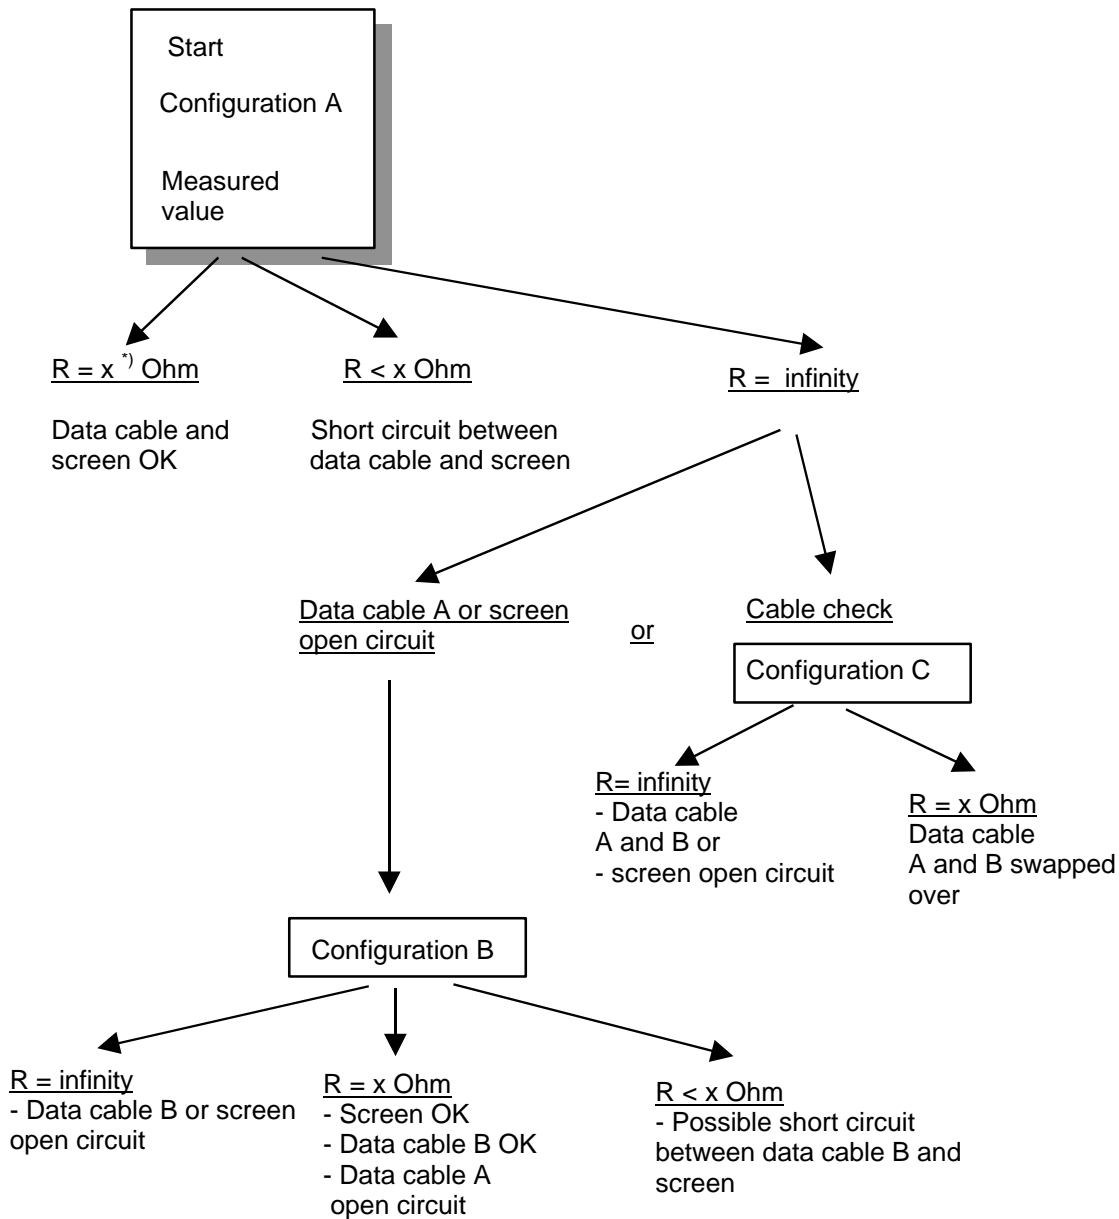 Start
Configuration A
Measured
value
R = x *) Ohm
Data cable and
screen OK
R < x Ohm
Short circuit between
data cable and screen
R = infinity
Data cable A or screen
open circuit
or
Cable check
Configuration C
R= infinity
- Data cable
A and B or
- screen open circuit
R = x Ohm
Data cable
A and B swapped
over
Configuration B
R = infinity
- Data cable B or screen
open circuit
R = x Ohm
- Screen OK
- Data cable B OK
- Data cable A
open circuit
R < x Ohm
- Possible short circuit
between data cable B and
screen